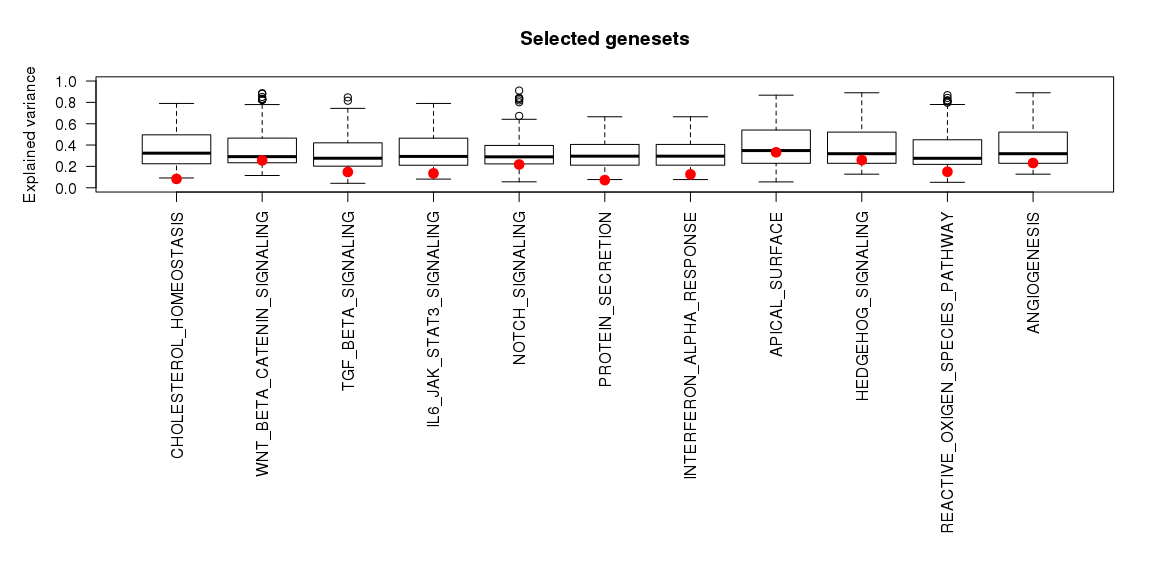 Selected genesets
Explained variance
1.0
0.8
0.6
0.4
0.2
0.0
CHOLESTEROL_HOMEOSTASIS
WNT_BETA_CATENIN_SIGNALING
TGF_BETA_SIGNALING
IL6_JAK_STAT3_SIGNALING
NOTCH_SIGNALING
PROTEIN_SECRETION
INTERFERON_ALPHA_RESPONSE
APICAL_SURFACE
HEDGEHOG_SIGNALING
REACTIVE_OXIGEN_SPECIES_PATHWAY
ANGIOGENESIS